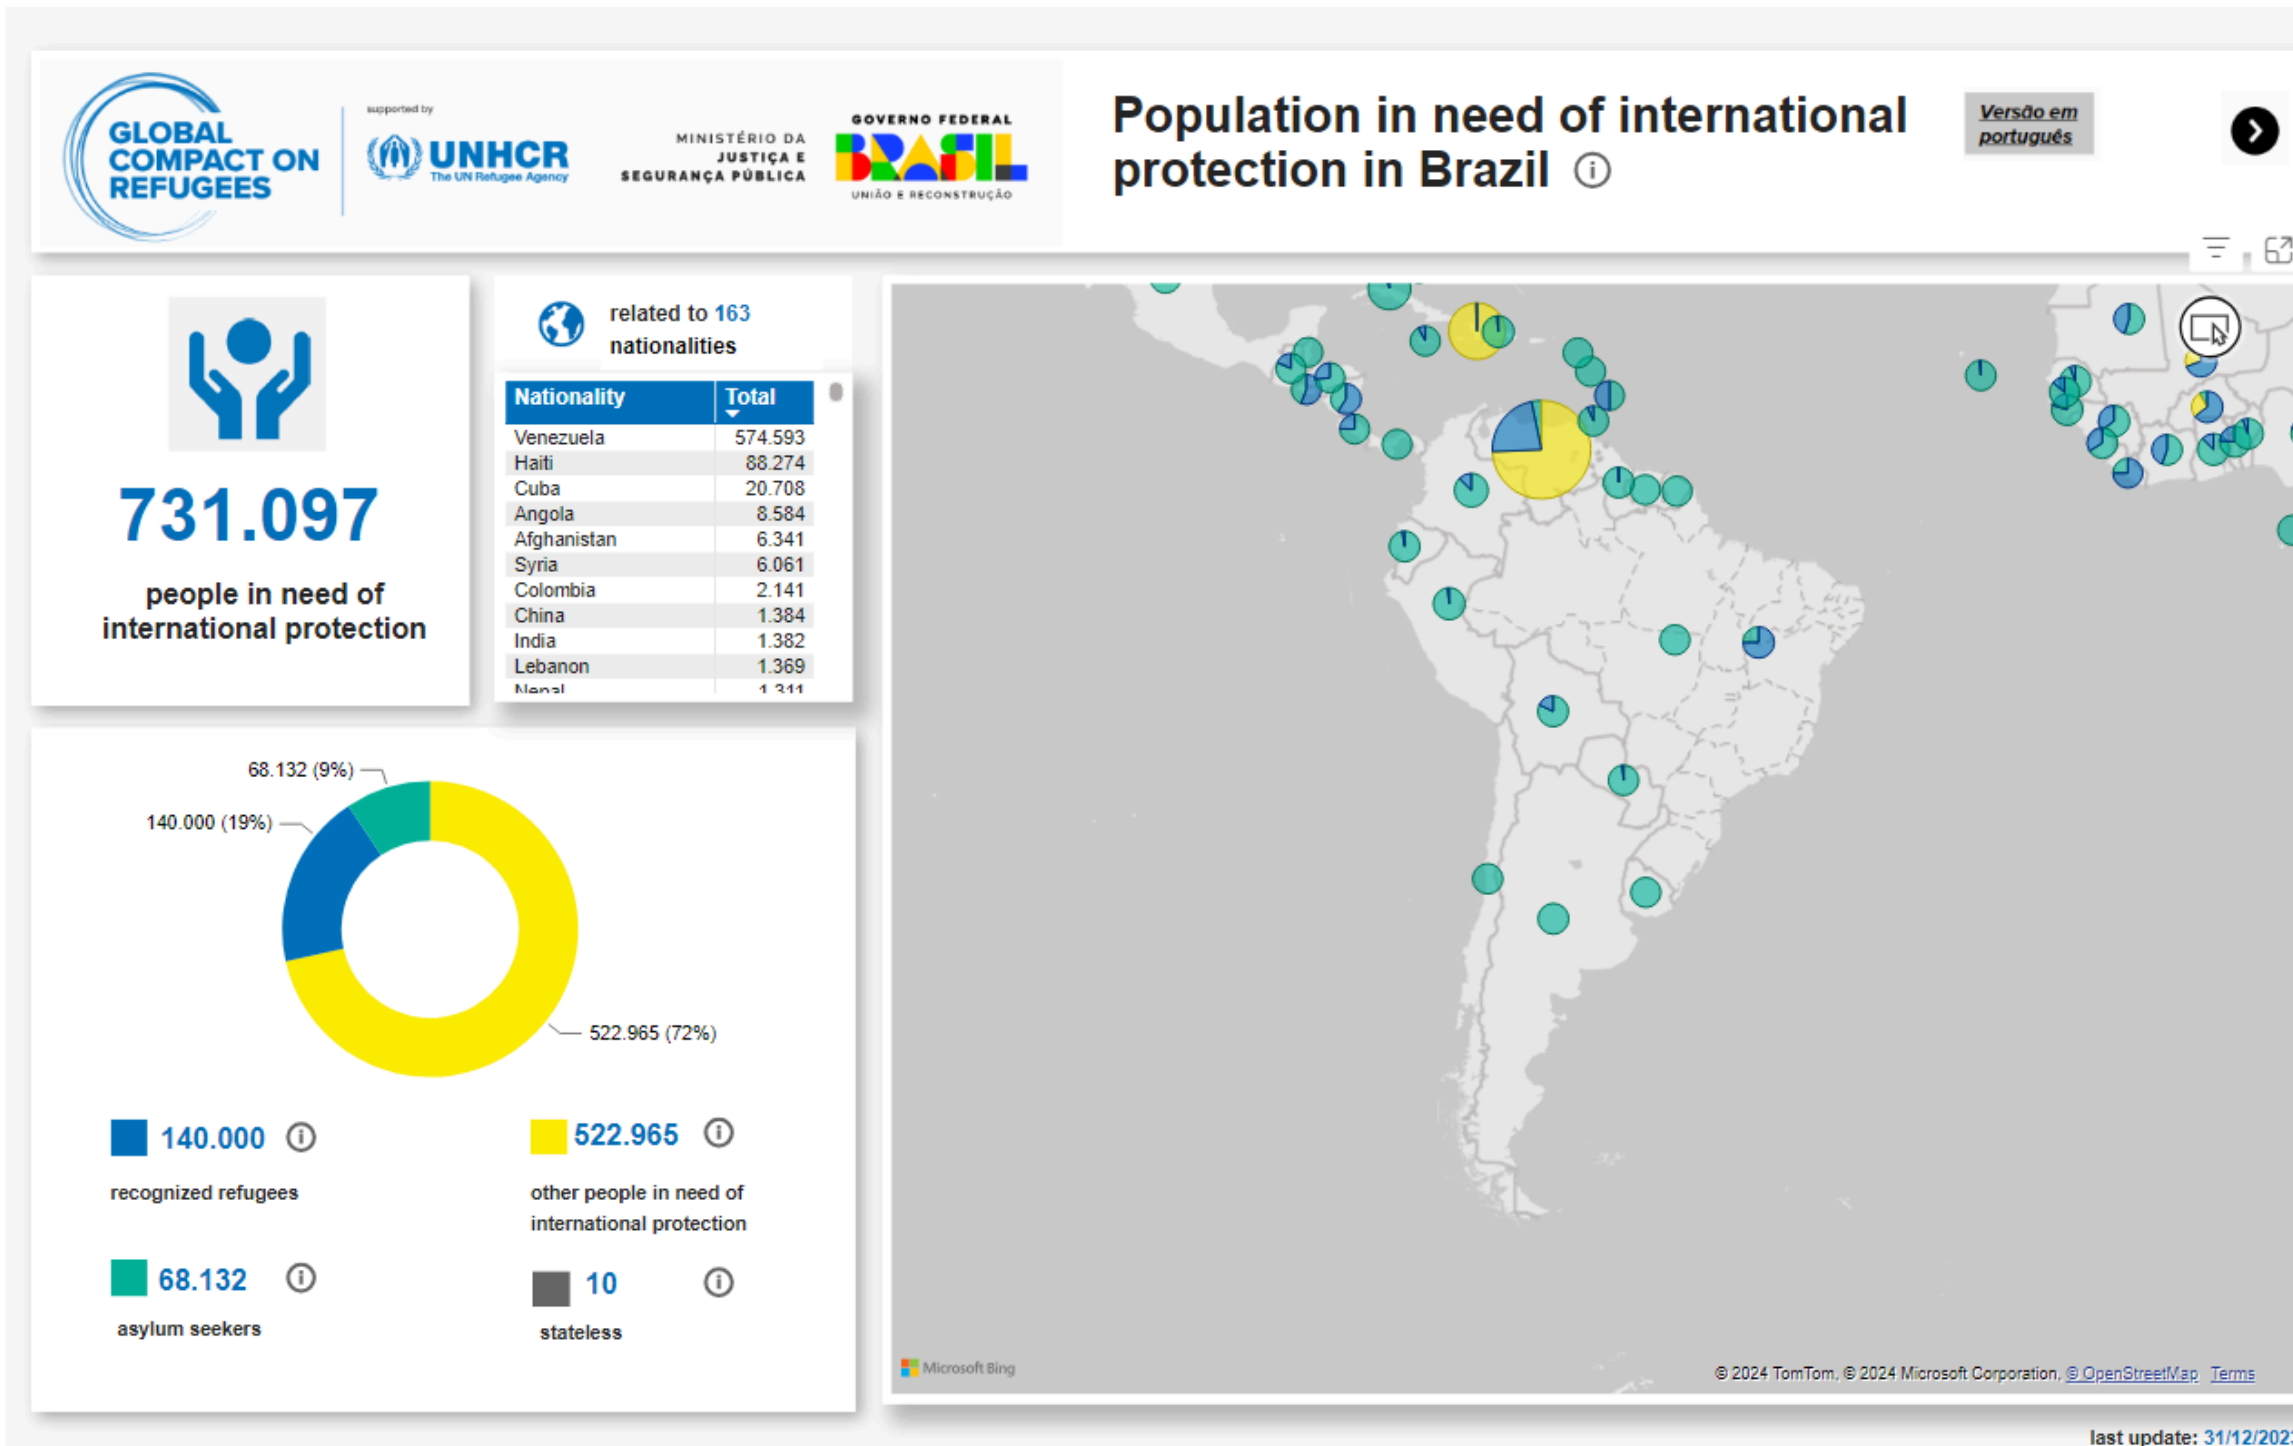 GLOBAL
COMPACT ON
REFUGEES
supported by
UNHCR
The UN Refugee Agency
MINISTÉRIO DA
JUSTIÇA E
SEGURANÇA PÚBLICA
GOVERNO FEDERAL
BRASIL
UNIÃO E RECONSTRUÇÃO
Population in need of international
protection in Brazil
Versão em
português
731.097
people in need of
international protection
related to 163
nationalities
Nationality Total
Venezuela 574.593
Haiti 88.274
Cuba 20.708
Angola 8.584
Afghanistan 6.341
Syria 6.061
Colombia 2.141
China 1.384
India 1.382
Lebanon 1.369
Nepal 1.311
68.132 (9%)
140.000 (19%)
522.965 (72%)
140.000
recognized refugees
522.965
other people in need of
international protection
68.132
asylum seekers
10
stateless
Microsoft Bing
© 2024 TomTom, © 2024 Microsoft Corporation, © OpenStreetMap Terms
last update: